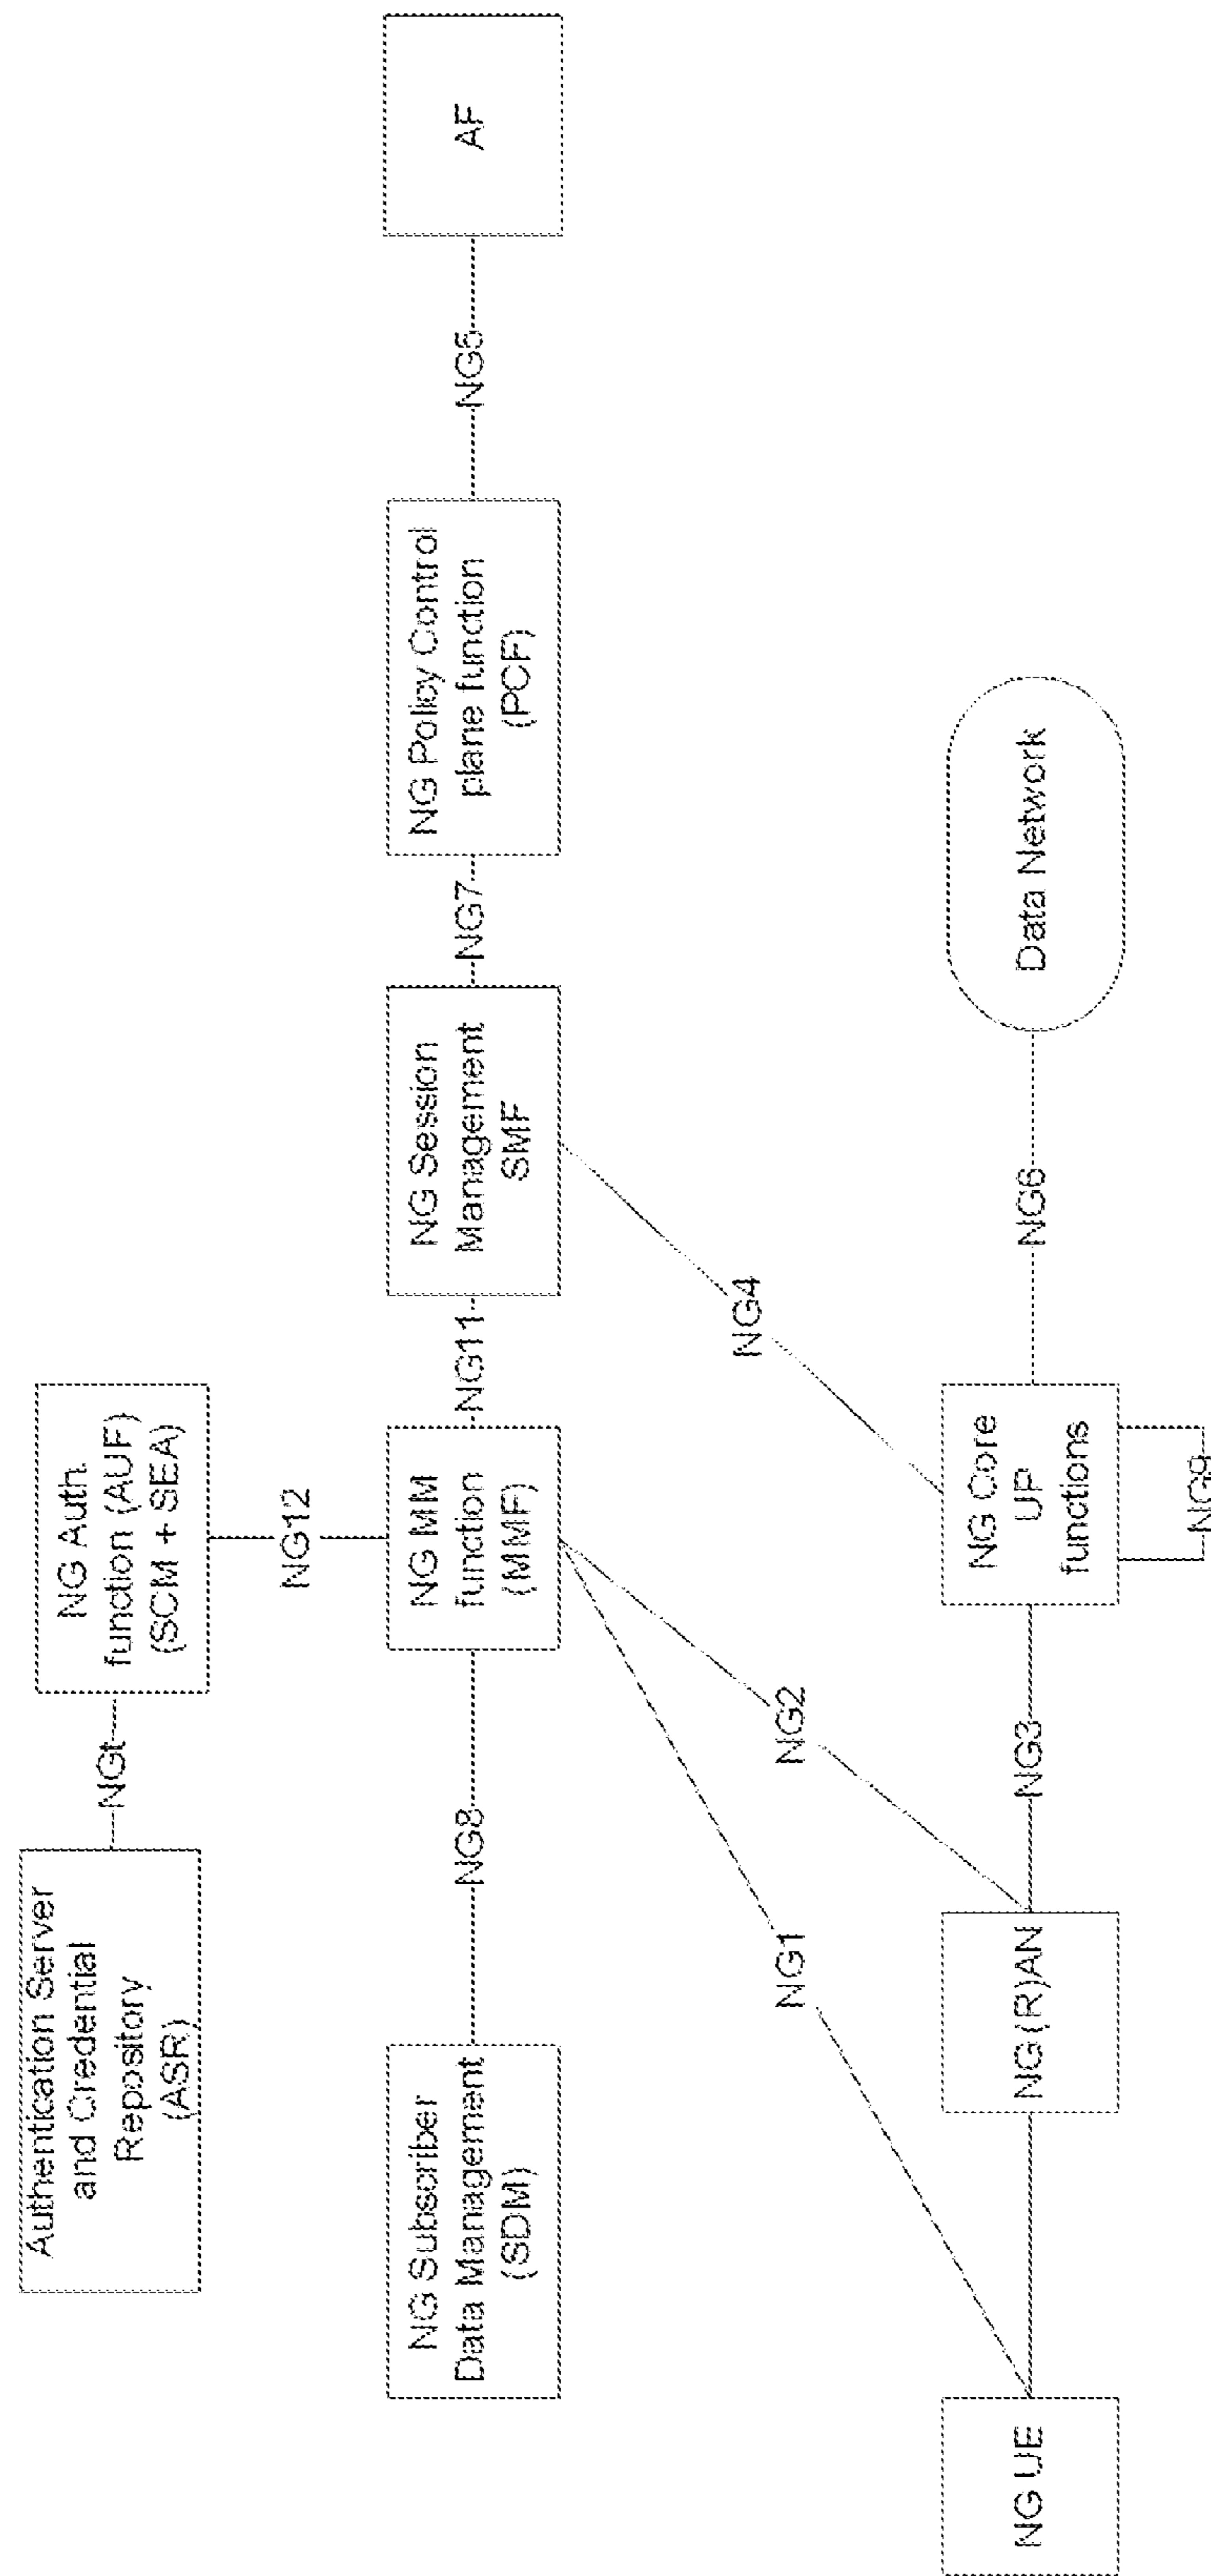 Authentication Server
and Credential
Repository
(ASR)
NGt
NG Auth.
function (AUF)
(SCM + SEA)
NG12
NG Subscriber
Data Management
(SDM)
NG8
NG MM
function
(MMF)
NG11
NG Session
Management
SMF
NG7
NG Policy Control
plane function
(PCF)
NG5
AF
NG1
NG2
NG4
NG UE
NG (R)AN
NG3
NG Core
UP
functions
NG6
Data Network
NG9